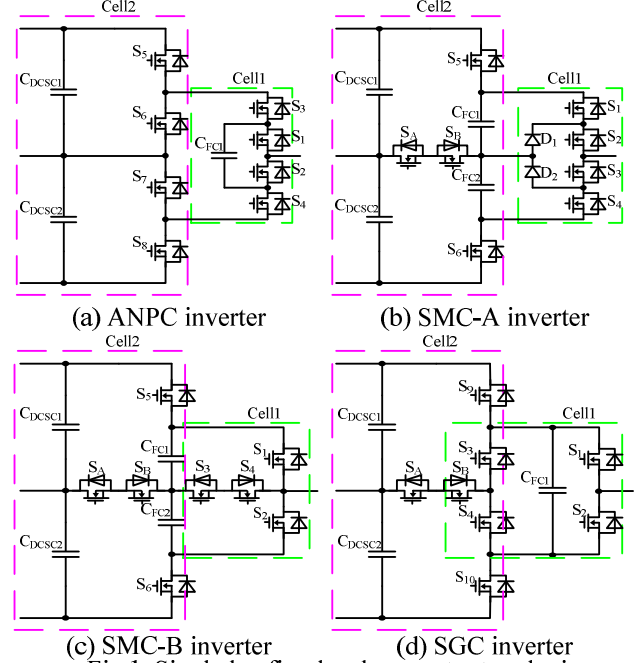 Cell2
S5
CDCSC1
Cell1
S6
S3
CFC1
S1
S2
S7
CDCSC2
S4
S8
(a) ANPC inverter
Cell2
S5
CDCSC1
Cell1
CFC1
S1
SA SB
D1
S2
CFC2
D2
S3
CDCSC2
S4
S6
(b) SMC-A inverter
Cell2
S5
CDCSC1
Cell1
CFC1
S1
SA SB S3 S4
CFC2
S2
CDCSC2
S6
(c) SMC-B inverter
Cell2
S9
CDCSC1
Cell1
S3
S1
SA SB
CFC1
S4
S2
CDCSC2
S10
(d) SGC inverter